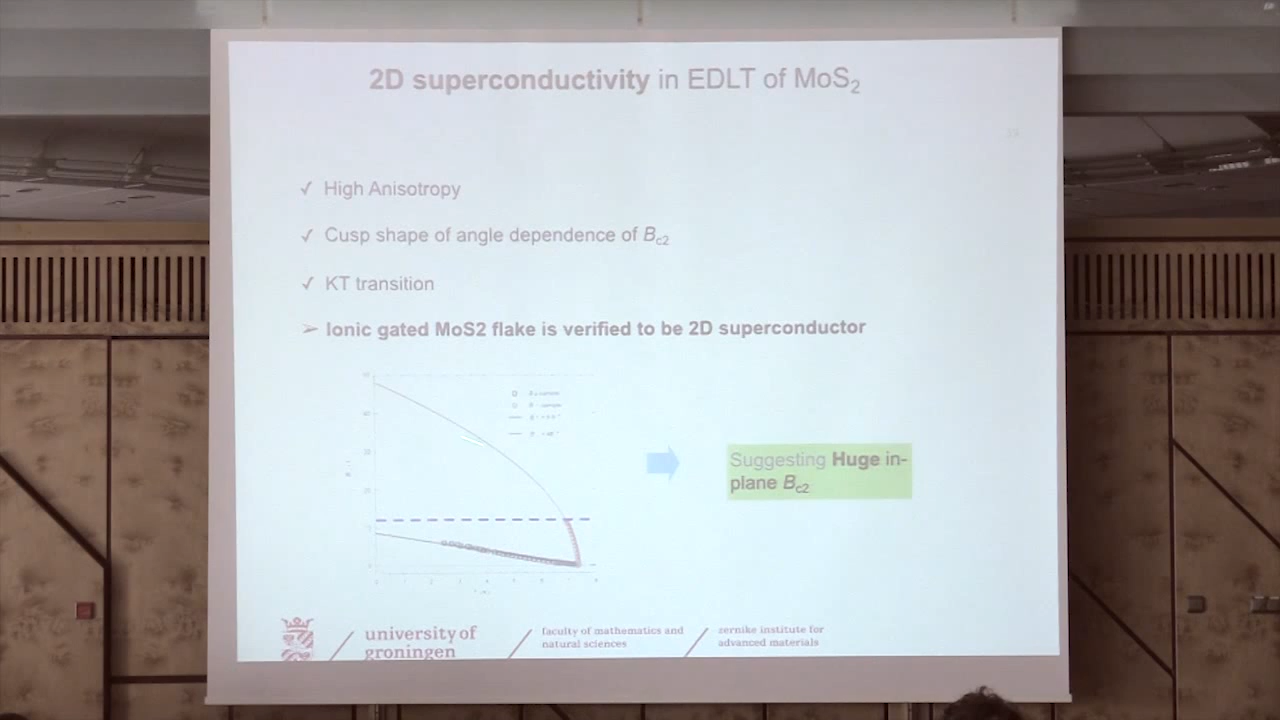 2D superconductivity in EDLT of MoS₂
✓ High Anisotropy
✓ Cusp shape of angle dependence of Bc2
✓ KT transition
➢ Ionic gated MoS2 flake is verified to be 2D superconductor
Suggesting Huge in-
plane Bc2
university of
groningen
faculty of mathematics and
natural sciences
zernike institute for
advanced materials